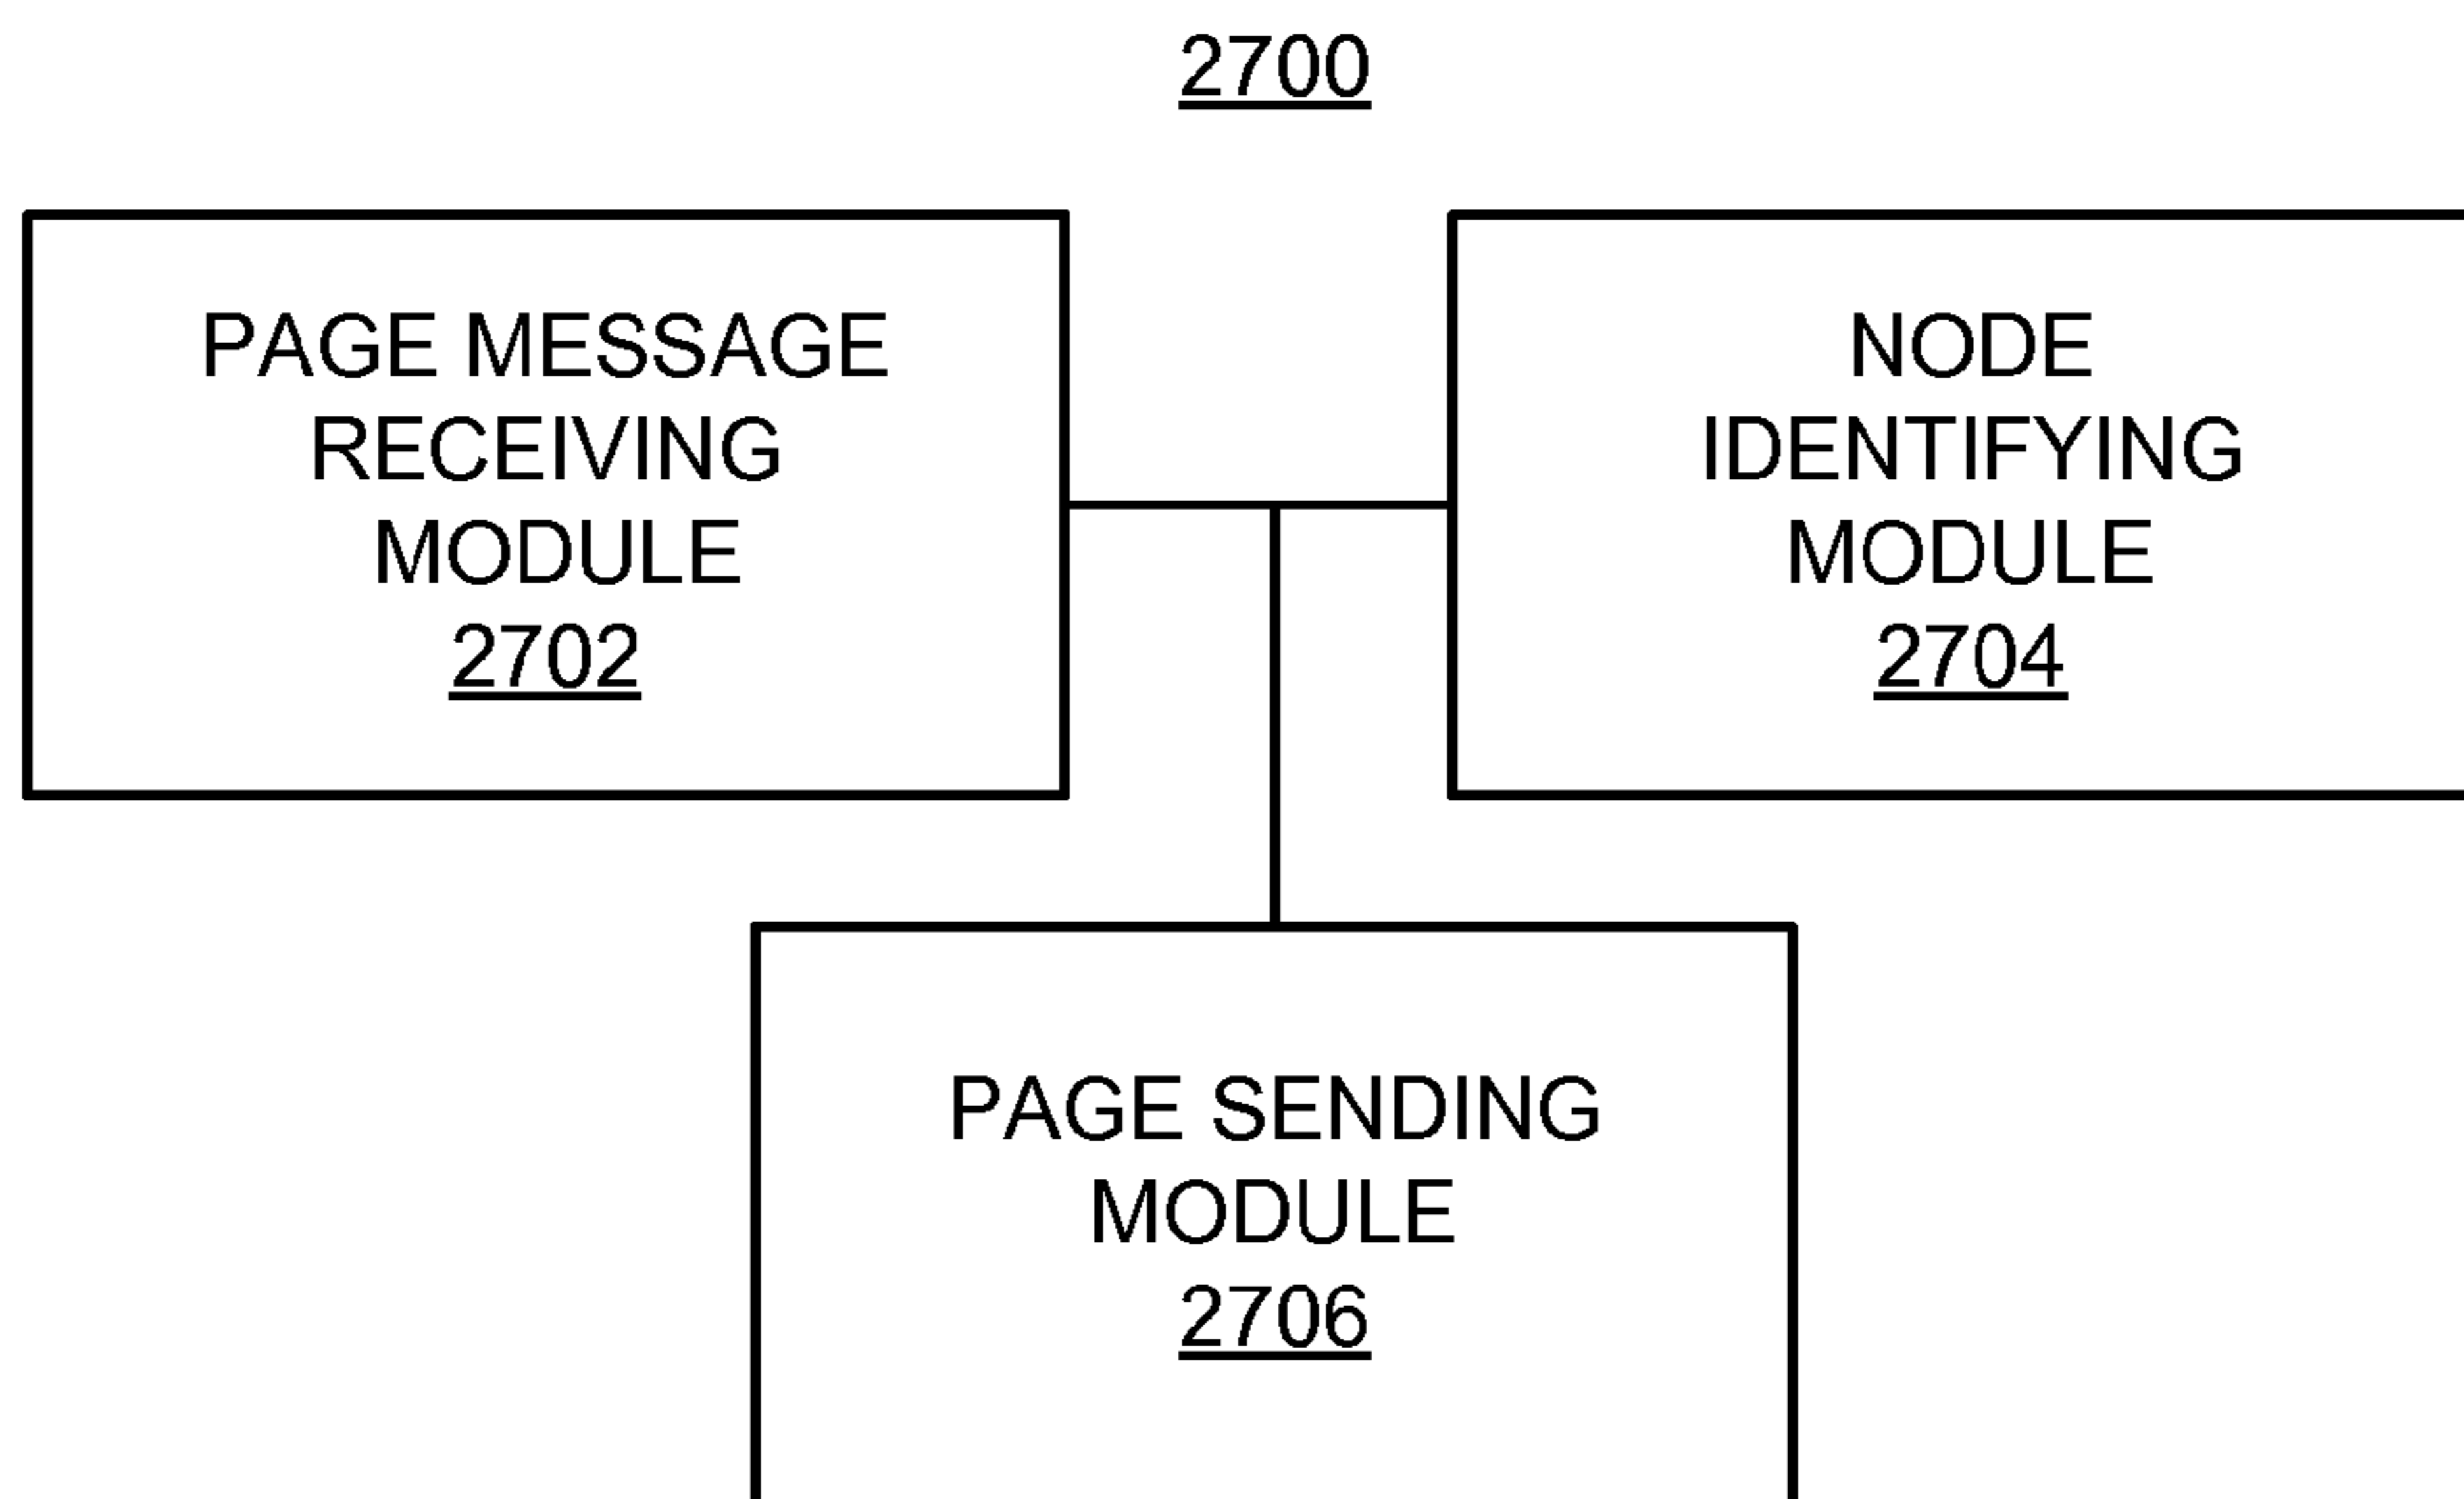 2700
PAGE MESSAGE
RECEIVING
MODULE
2702
NODE
IDENTIFYING
MODULE
2704
PAGE SENDING
MODULE
2706